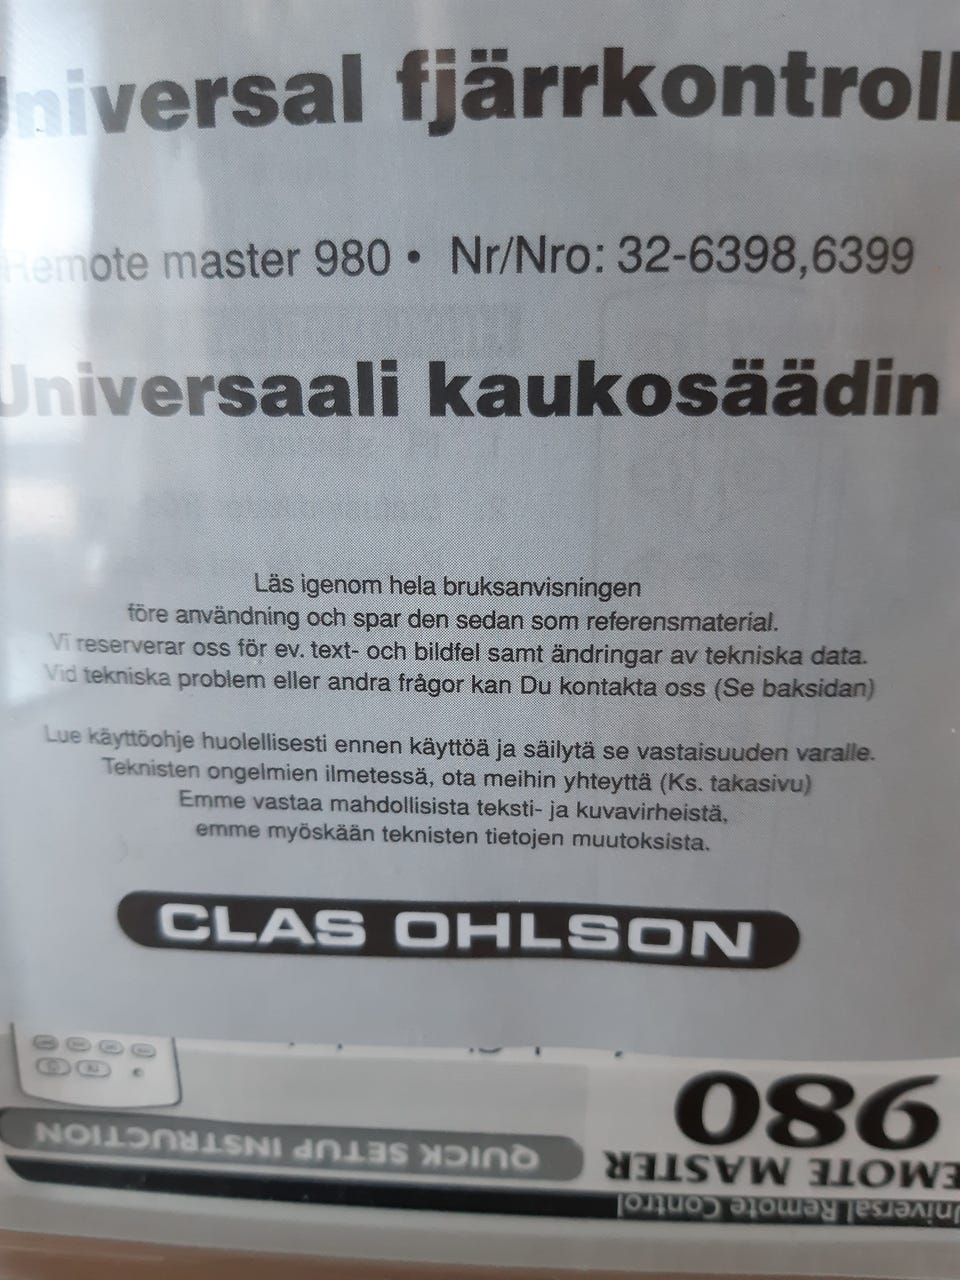 Universal fjärrkontroll
Remote master 980 • Nr/Nro: 32-6398,6399
Universaali kaukosäädin
Läs igenom hela bruksanvisningen
före användning och spar den sedan som referensmaterial.
Vi reserverar oss för ev. text- och bildfel samt ändringar av tekniska data.
Vid tekniska problem eller andra frågor kan Du kontakta oss (Se baksidan)
Lue käyttöohje huolellisesti ennen käyttöä ja säilytä se vastaisuuden varalle.
Teknisten ongelmien ilmetessä, ota meihin yhteyttä (Ks. takasivu)
Emme vastaa mahdollisista teksti- ja kuvavirheistä,
emme myöskään teknisten tietojen muutoksista.
CLAS OHLSON
Universal Remote Control
EMOTE MASTER
980
QUICK SETUP INSTRUCTION